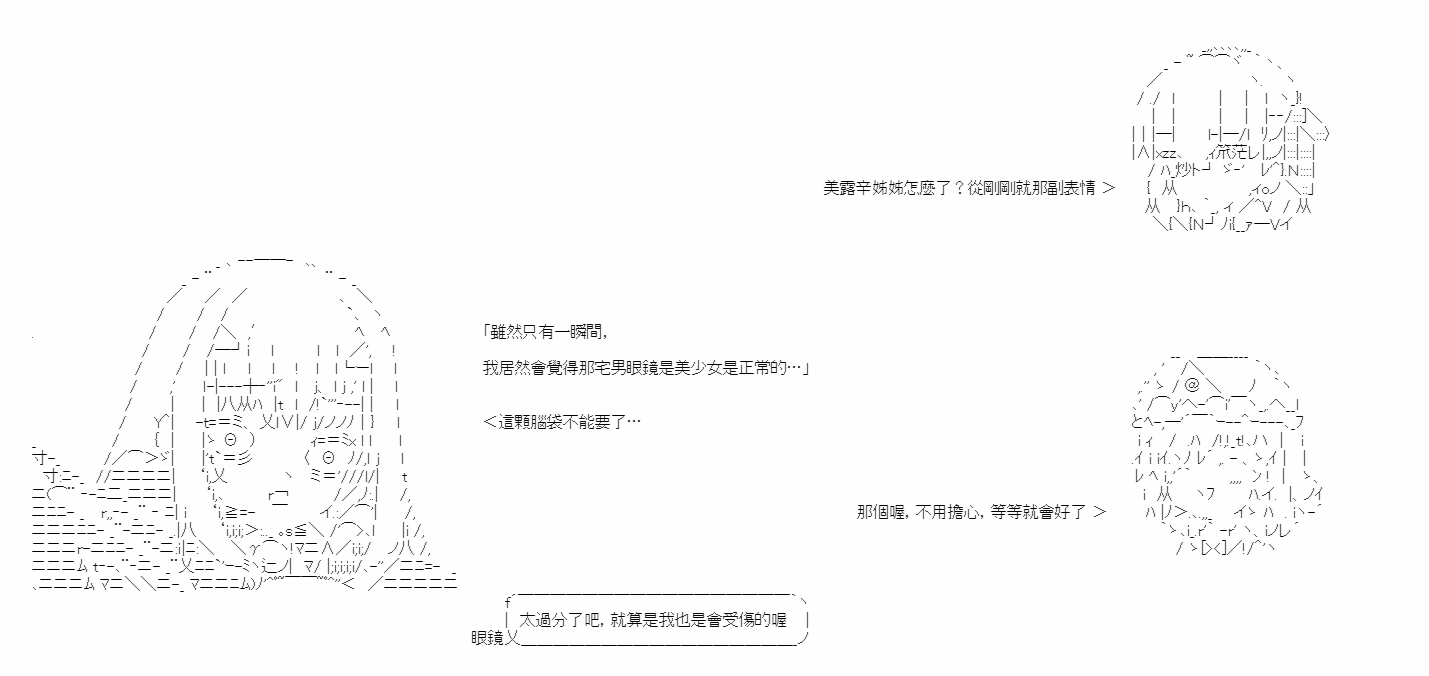 美露辛姊姊怎麼了？從剛剛就那副表情 ＞
「雖然只有一瞬間,
我居然會覺得那宅男眼鏡是美少女是正常的…」
＜這顆腦袋不能要了…
那個喔, 不用擔心, 等等就會好了 ＞
太過分了吧, 就算是我也是會受傷的喔
眼鏡